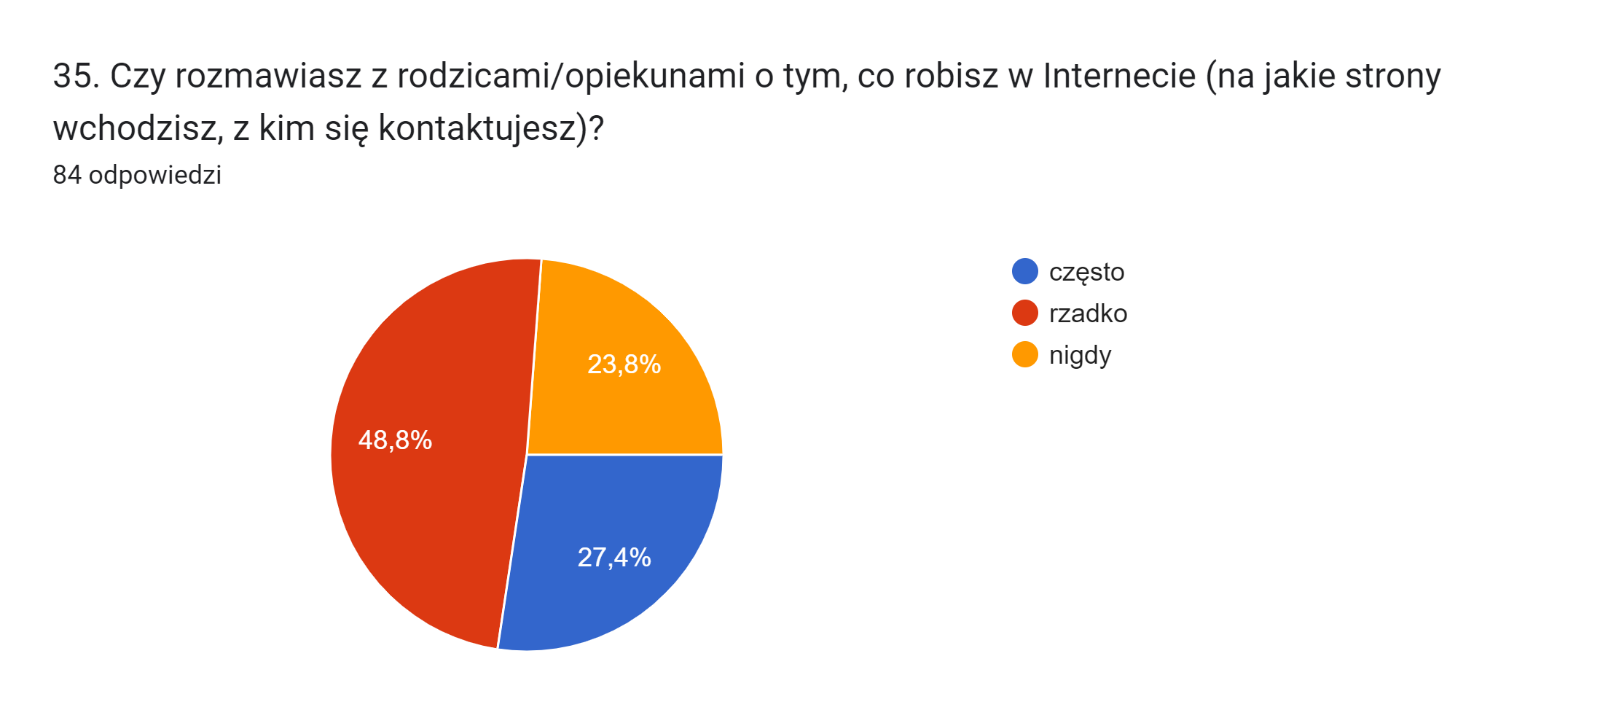 35. Czy rozmawiasz z rodzicami/opiekunami o tym, co robisz w Internecie (na jakie strony
wchodzisz, z kim się kontaktujesz)?
84 odpowiedzi
często
rzadko
nigdy
23,8%
48,8%
27,4%